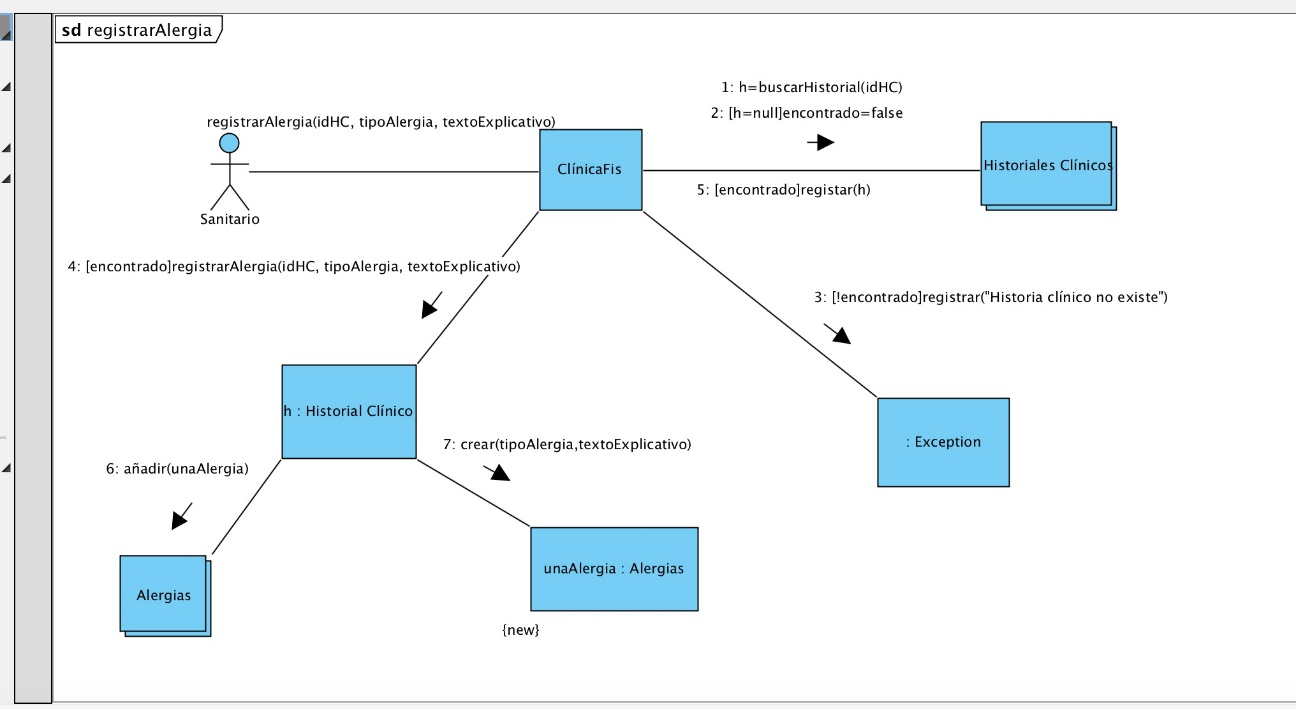 sd registrarAlergia
1: h=buscarHistorial(idHC)
2: [h=null]encontrado=false
registrarAlergia(idHC, tipoAlergia, textoExplicativo)
ClínicaFis
Historiales Clínicos
5: [encontrado]registar(h)
Sanitario
4: [encontrado]registrarAlergia(idHC, tipoAlergia, textoExplicativo)
3: [!encontrado]registrar("Historia clínico no existe")
h : Historial Clínico
: Exception
7: crear(tipoAlergia,textoExplicativo)
6: añadir(unaAlergia)
unaAlergia : Alergias
Alergias
{new}